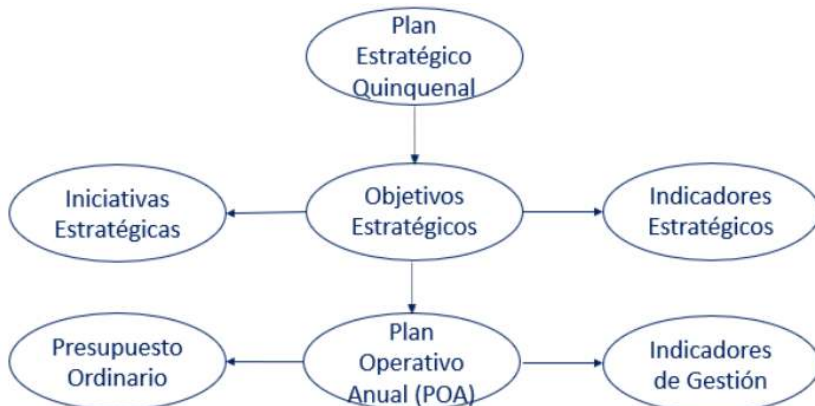 Plan
Estratégico
Quinquenal
Iniciativas
Estratégicas
Objetivos
Estratégicos
Indicadores
Estratégicos
Presupuesto
Ordinario
Plan
Operativo
Anual (POA)
Indicadores
de Gestión